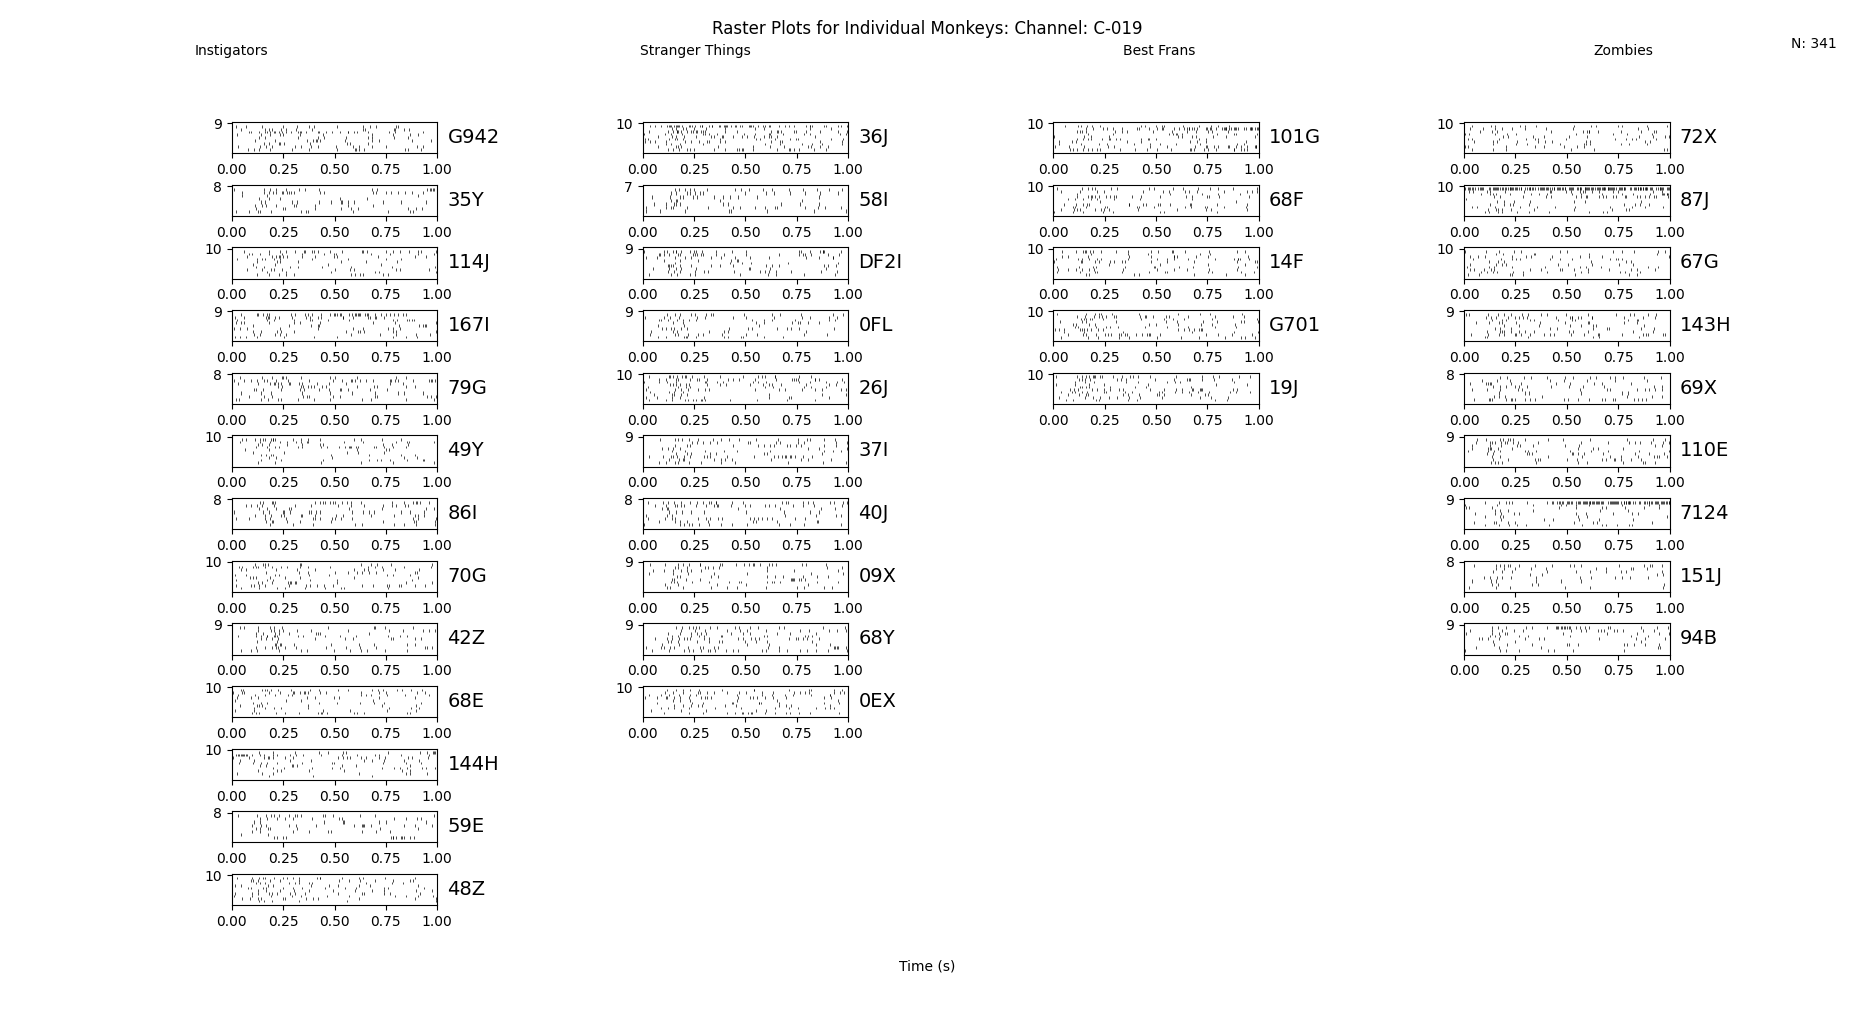 Raster Plots for Individual Monkeys: Channel: C-019
Instigators Stranger Things Best Frans Zombies N: 341
9 G942 10 36J 10 101G 10 72X
0.00 0.25 0.50 0.75 1.00 0.00 0.25 0.50 0.75 1.00 0.00 0.25 0.50 0.75 1.00 0.00 0.25 0.50 0.75 1.00
8 35Y 7 58I 10 68F 10 87J
0.00 0.25 0.50 0.75 1.00 0.00 0.25 0.50 0.75 1.00 0.00 0.25 0.50 0.75 1.00 0.00 0.25 0.50 0.75 1.00
10 114J 9 DF2I 10 14F 10 67G
0.00 0.25 0.50 0.75 1.00 0.00 0.25 0.50 0.75 1.00 0.00 0.25 0.50 0.75 1.00 0.00 0.25 0.50 0.75 1.00
9 167I 9 0FL 10 G701 9 143H
0.00 0.25 0.50 0.75 1.00 0.00 0.25 0.50 0.75 1.00 0.00 0.25 0.50 0.75 1.00 0.00 0.25 0.50 0.75 1.00
8 79G 10 26J 10 19J 8 69X
0.00 0.25 0.50 0.75 1.00 0.00 0.25 0.50 0.75 1.00 0.00 0.25 0.50 0.75 1.00 0.00 0.25 0.50 0.75 1.00
10 49Y 9 37I 9 110E
0.00 0.25 0.50 0.75 1.00 0.00 0.25 0.50 0.75 1.00 0.00 0.25 0.50 0.75 1.00
8 86I 8 40J 9 7124
0.00 0.25 0.50 0.75 1.00 0.00 0.25 0.50 0.75 1.00 0.00 0.25 0.50 0.75 1.00
10 70G 9 09X 8 151J
0.00 0.25 0.50 0.75 1.00 0.00 0.25 0.50 0.75 1.00 0.00 0.25 0.50 0.75 1.00
9 42Z 9 68Y 9 94B
0.00 0.25 0.50 0.75 1.00 0.00 0.25 0.50 0.75 1.00 0.00 0.25 0.50 0.75 1.00
10 68E 10 0EX
0.00 0.25 0.50 0.75 1.00 0.00 0.25 0.50 0.75 1.00
10 144H
0.00 0.25 0.50 0.75 1.00
8 59E
0.00 0.25 0.50 0.75 1.00
10 48Z
0.00 0.25 0.50 0.75 1.00
Time (s)